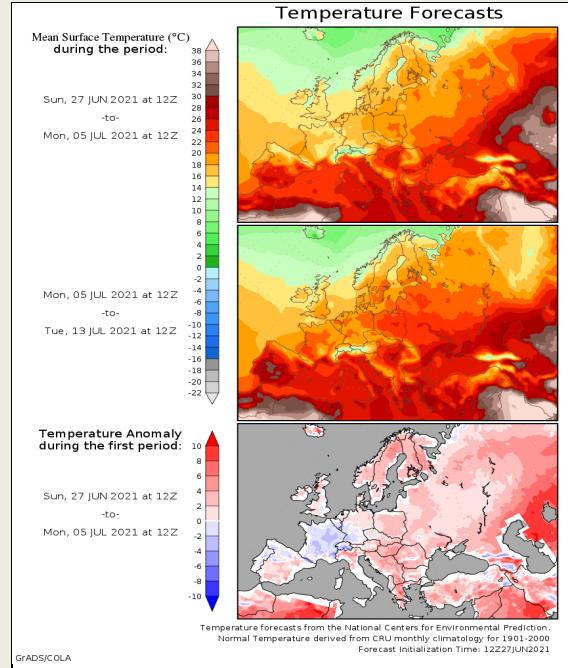 Temperature Forecasts
Mean Surface Temperature (°C)
during the period:
Sun, 27 JUN 2021 at 12Z
-to-
Mon, 05 JUL 2021 at 12Z
38
36
34
32
30
28
26
24
22
20
18
16
14
12
10
8
6
4
2
0
-2
-4
-6
-8
-10
-12
-14
-16
-18
-20
-22
Mon, 05 JUL 2021 at 12Z
-to-
Tue, 13 JUL 2021 at 12Z
Temperature Anomaly
during the first period:
Sun, 27 JUN 2021 at 12Z
-to-
Mon, 05 JUL 2021 at 12Z
10
8
6
4
2
0
-2
-4
-6
-8
-10
Temperature forecasts from the National Centers for Environmental Prediction.
Normal Temperature derived from CRU monthly climatology for 1901-2000
Forecast Initialization Time: 12Z27JUN2021
GrADS/COLA